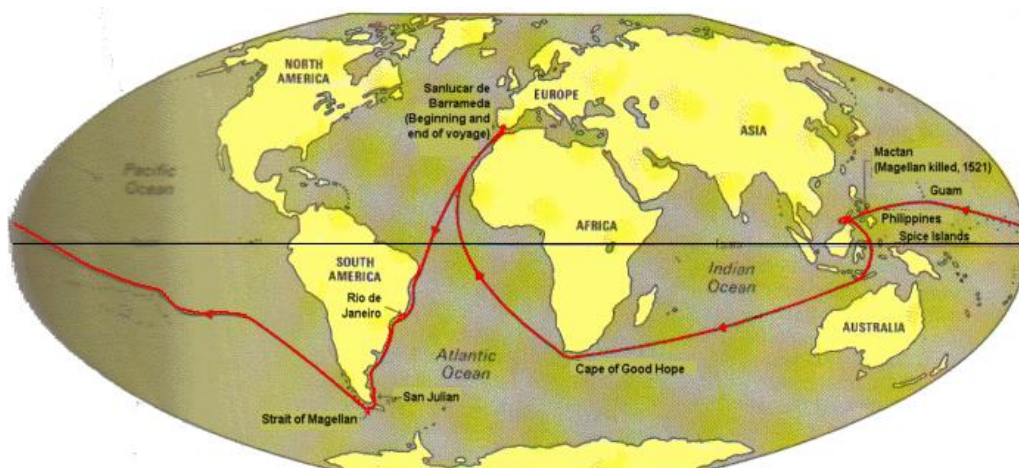 NORTH
AMERICA
Sanlucar de
Barrameda
(Beginning and
end of voyage)
EUROPE
ASIA
Pacific
Ocean
Mactan
(Magellan killed, 1521)
Guam
Philippines
Spice Islands
AFRICA
SOUTH
AMERICA
Indian
Ocean
Rio de
Janeiro
AUSTRALIA
Atlantic
Ocean
Cape of Good Hope
San Julian
Strait of Magellan